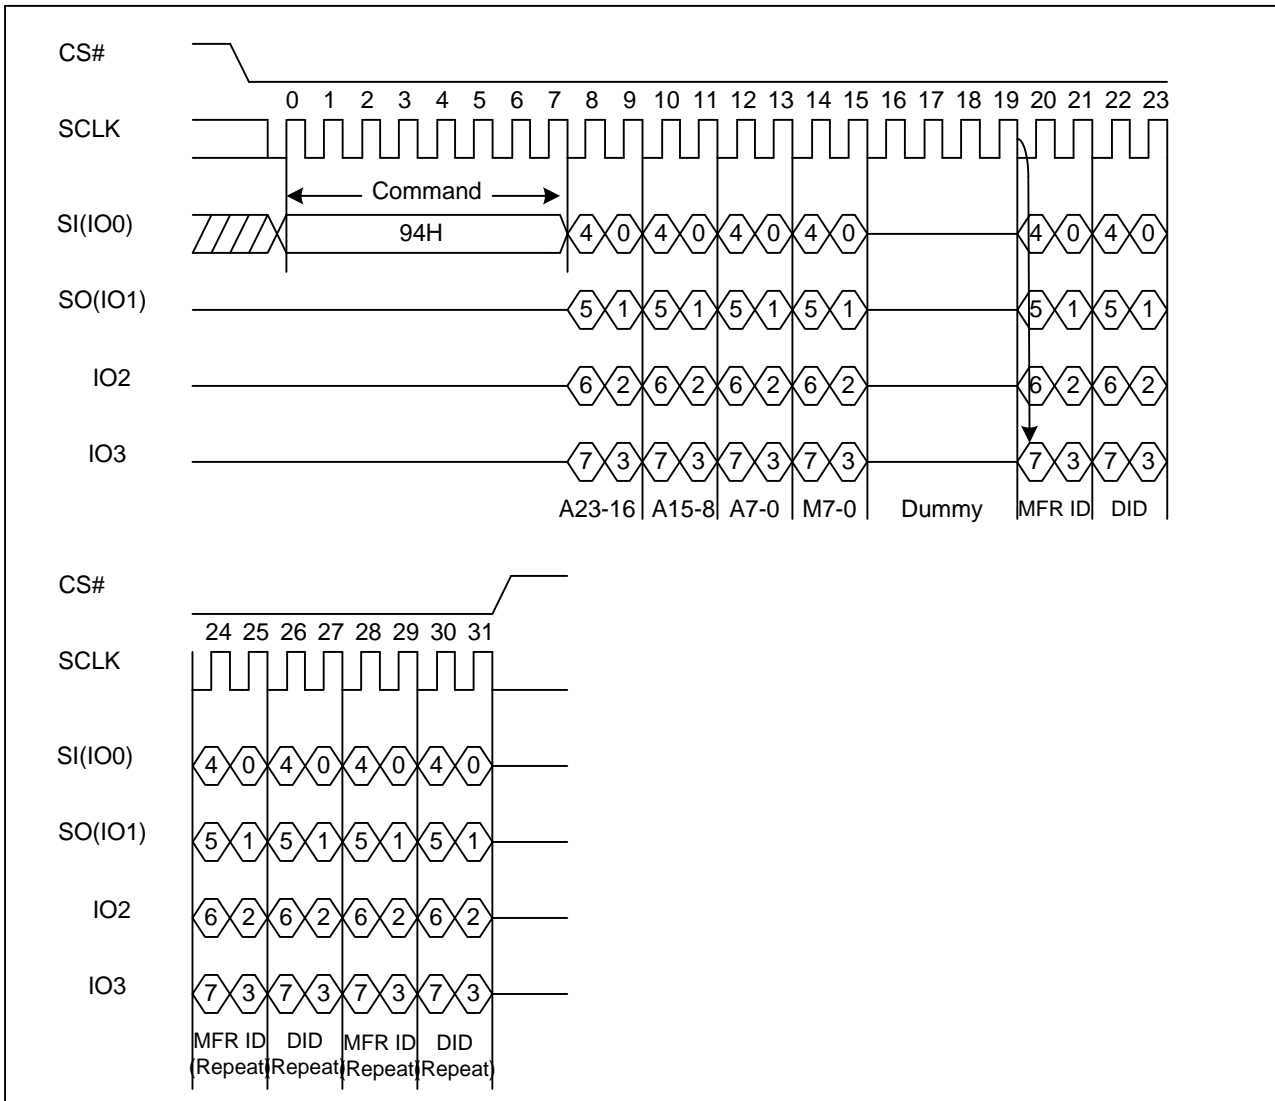 CS#
0 1 2 3 4 5 6 7 8 9 10 11 12 13 14 15 16 17 18 19 20 21 22 23
SCLK
Command
SI(IO0) 94H 4 0 4 0 4 0 4 0 4 0 4 0
SO(IO1) 5 1 5 1 5 1 5 1 5 1 5 1
IO2 6 2 6 2 6 2 6 2 6 2 6 2
IO3 7 3 7 3 7 3 7 3 7 3 7 3
A23-16 A15-8 A7-0 M7-0 Dummy MFR ID DID
CS#
24 25 26 27 28 29 30 31
SCLK
SI(IO0) 4 0 4 0 4 0 4 0
SO(IO1) 5 1 5 1 5 1 5 1
IO2 6 2 6 2 6 2 6 2
IO3 7 3 7 3 7 3 7 3
MFR ID DID MFR ID DID
(Repeat) (Repeat) (Repeat) (Repeat)